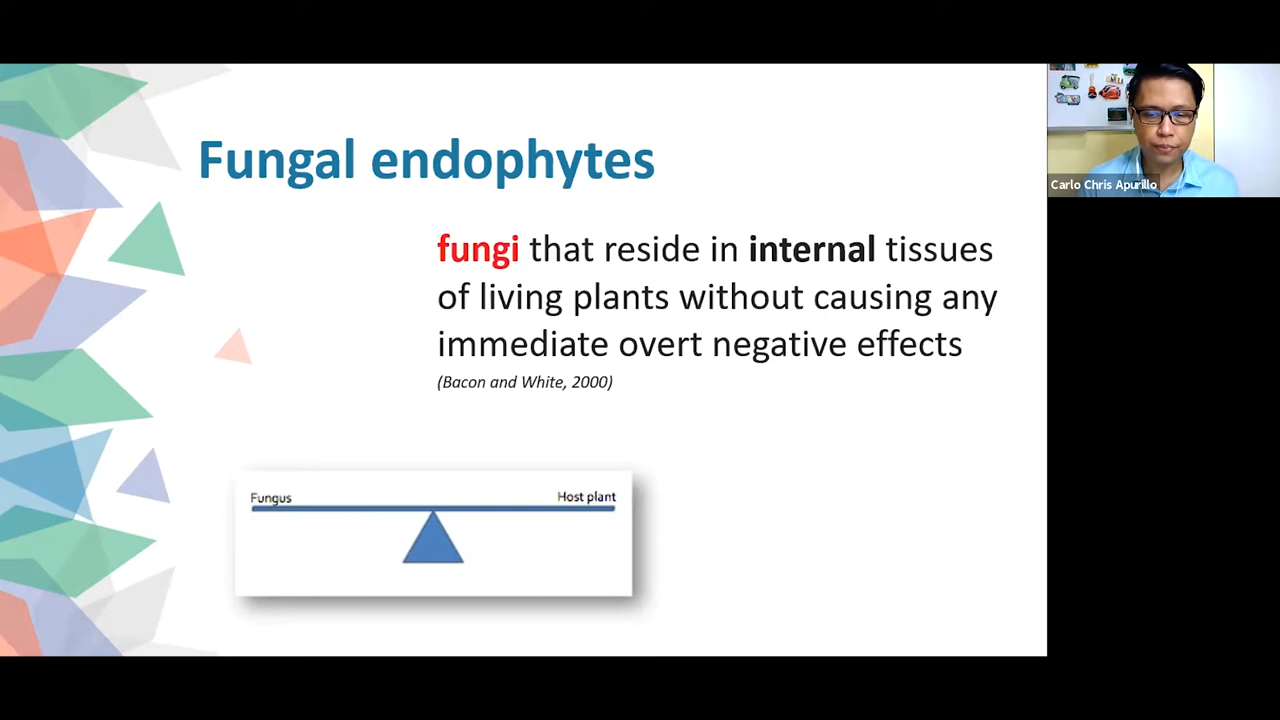 Fungal endophytes
fungi that reside in internal tissues
of living plants without causing any
immediate overt negative effects
(Bacon and White, 2000)
Fungus
Host plant
Carlo Chris Apurillo